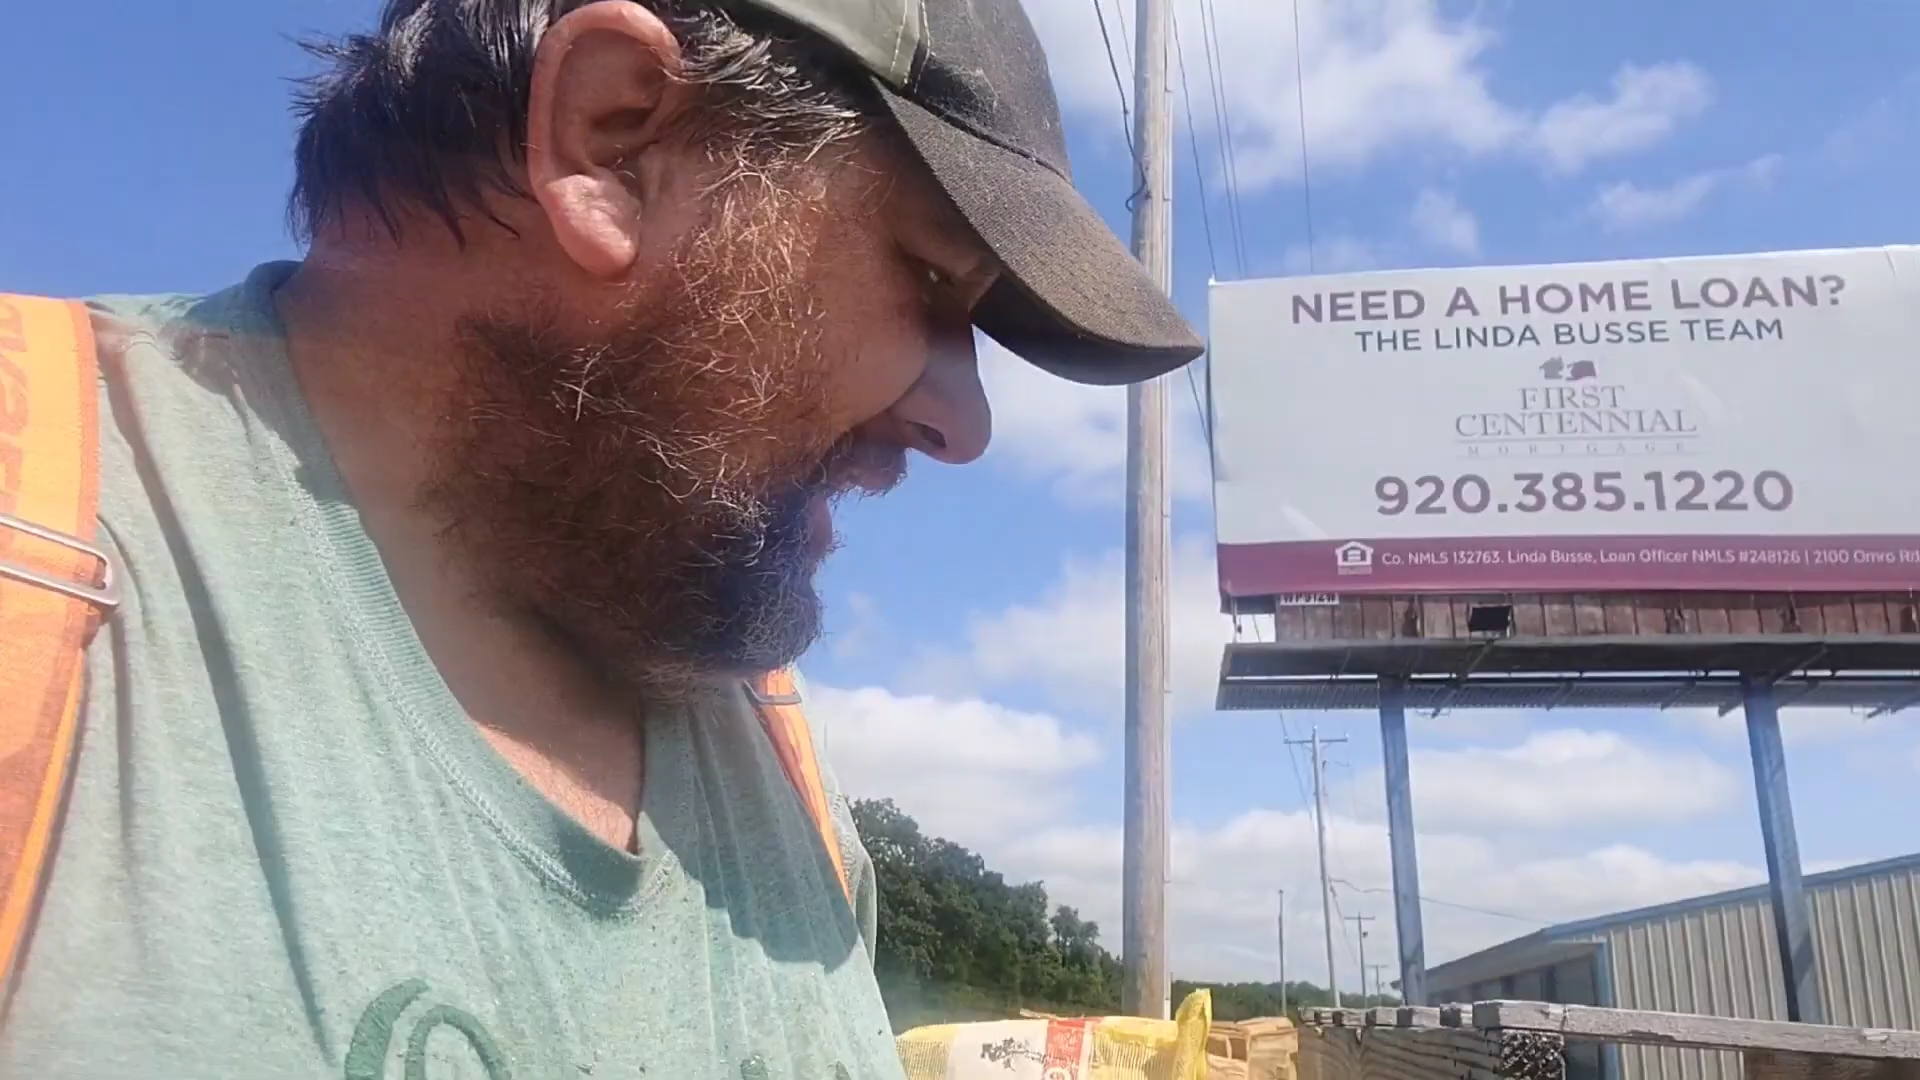 NEED A HOME LOAN?
THE LINDA BUSSE TEAM
FIRST
CENTENNIAL
MORTGAGE
920.385.1220
Co. NMLS 132763. Linda Busse, Loan Officer NMLS #248126 | 2100 Omro Rd